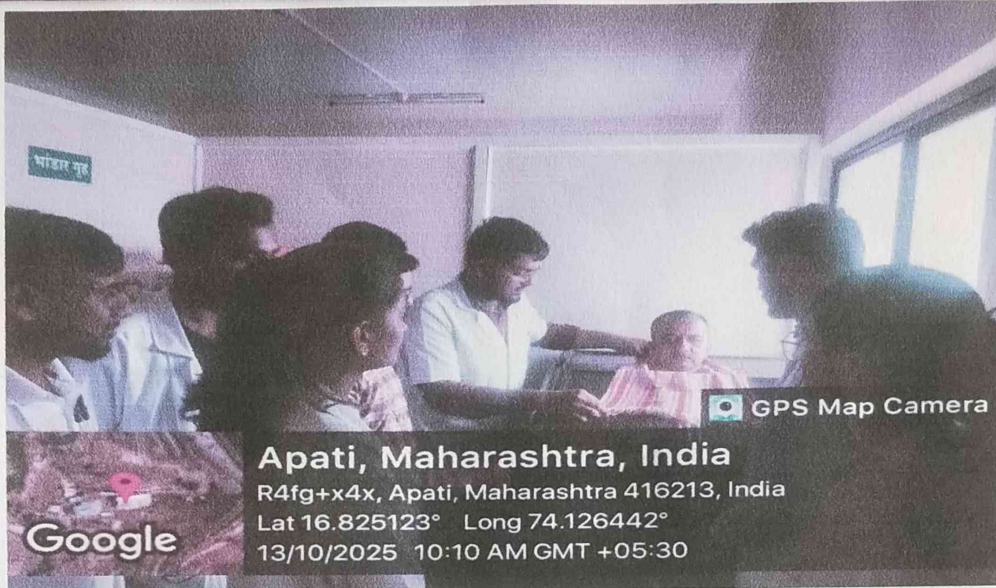 भांडार गृह
GPS Map Camera
Apati, Maharashtra, India
R4fg+x4x, Apati, Maharashtra 416213, India
Lat 16.825123° Long 74.126442°
13/10/2025 10:10 AM GMT +05:30
Google